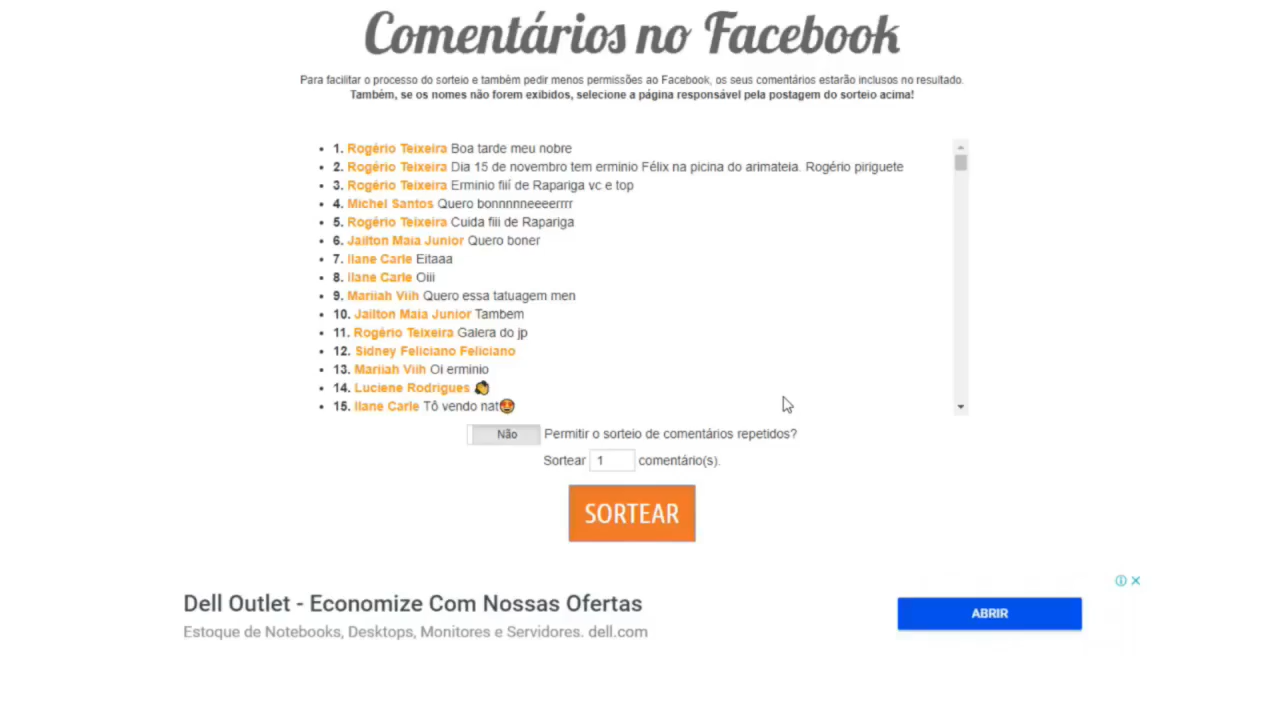 Comentários no Facebook
Para facilitar o processo do sorteio e também pedir menos permissões ao Facebook, os seus comentários estarão inclusos no resultado.
Também, se os nomes não forem exibidos, selecione a página responsável pela postagem do sorteio acima!
1. Rogério Teixeira Boa tarde meu nobre
2. Rogério Teixeira Dia 15 de novembro tem erminio Félix na picina do arimateia. Rogério piriguete
3. Rogério Teixeira Erminio fiií de Rapariga vc e top
4. Michel Santos Quero bonnnnneeeerrrr
5. Rogério Teixeira Cuida fiii de Rapariga
6. Jailton Maia Junior Quero boner
7. Ilane Carle Eitaaa
8. Ilane Carle Oiii
9. Mariiah Viih Quero essa tatuagem men
10. Jailton Maia Junior Tambem
11. Rogério Teixeira Galera do jp
12. Sidney Feliciano Feliciano
13. Mariiah Viih Oi erminio
14. Luciene Rodrigues 👏
15. Ilane Carle Tô vendo nat😍
Não Permitir o sorteio de comentários repetidos?
Sortear 1 comentário(s).
SORTEAR
Dell Outlet - Economize Com Nossas Ofertas
ABRIR
Estoque de Notebooks, Desktops, Monitores e Servidores. dell.com